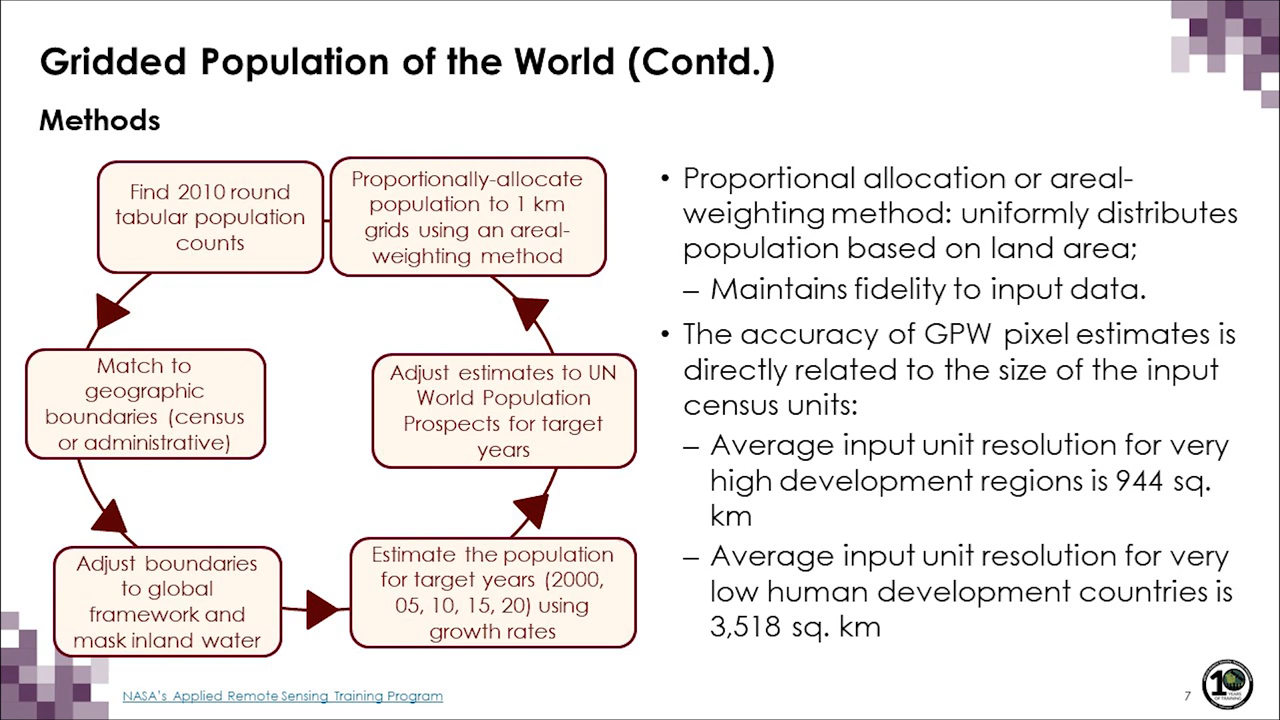 Gridded Population of the World (Contd.)
Methods
Find 2010 round
tabular population
counts
Match to
geographic
boundaries (census
or administrative)
Adjust boundaries
to global
framework and
mask inland water
Estimate the population
for target years (2000,
05, 10, 15, 20) using
growth rates
Adjust estimates to UN
World Population
Prospects for target
years
Proportionally-allocate
population to 1 km
grids using an areal-
weighting method
• Proportional allocation or areal-
weighting method: uniformly distributes
population based on land area;
– Maintains fidelity to input data.
• The accuracy of GPW pixel estimates is
directly related to the size of the input
census units:
– Average input unit resolution for very
high development regions is 944 sq.
km
– Average input unit resolution for very
low human development countries is
3,518 sq. km
NASA's Applied Remote Sensing Training Program
7
10
YEARS
OF TRAINING